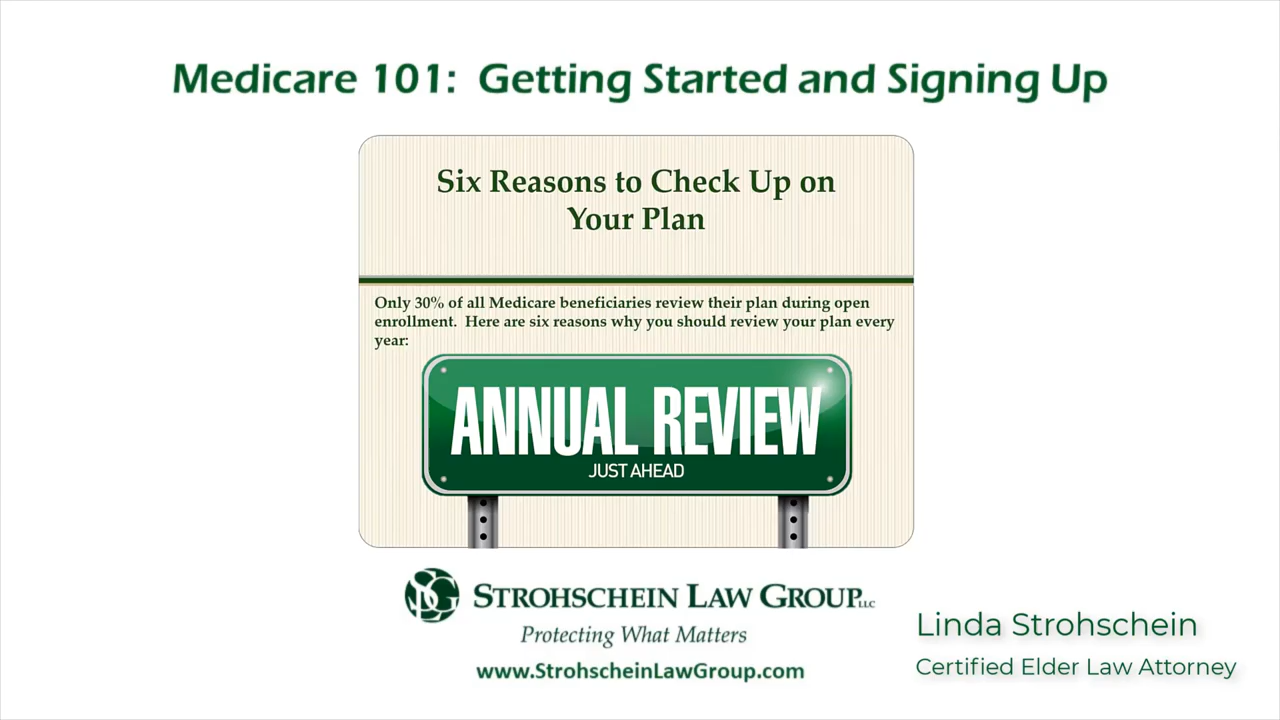 Medicare 101: Getting Started and Signing Up
Six Reasons to Check Up on
Your Plan
Only 30% of all Medicare beneficiaries review their plan during open
enrollment. Here are six reasons why you should review your plan every
year:
ANNUAL REVIEW
JUST AHEAD
SLG
STROHSCHEIN LAW GROUP LLC
Protecting What Matters
www.StrohscheinLawGroup.com
Linda Strohschein
Certified Elder Law Attorney